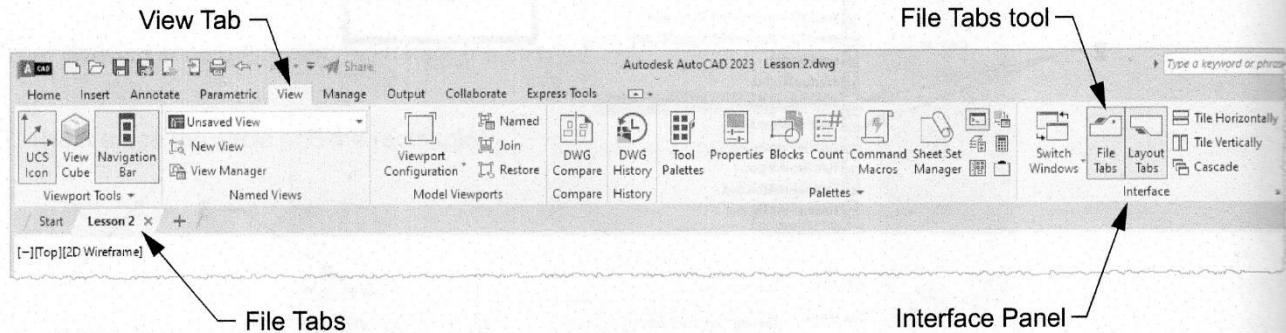 View Tab
File Tabs tool
A CAD
Share
Autodesk AutoCAD 2023 Lesson 2.dwg
Type a keyword or phras
Home Insert Annotate Parametric View Manage Output Collaborate Express Tools
UCS Icon
View Cube
Navigation Bar
Unsaved View
New View
View Manager
Viewport Configuration
Named
Join
Restore
DWG Compare
DWG History
Tool Palettes
Properties
Blocks
Count
Command Macros
Sheet Set Manager
Switch Windows
File Tabs
Layout Tabs
Tile Horizontally
Tile Vertically
Cascade
Viewport Tools
Named Views
Model Viewports
Compare
History
Palettes
Interface
Start Lesson 2 × +
[−][Top][2D Wireframe]
File Tabs
Interface Panel